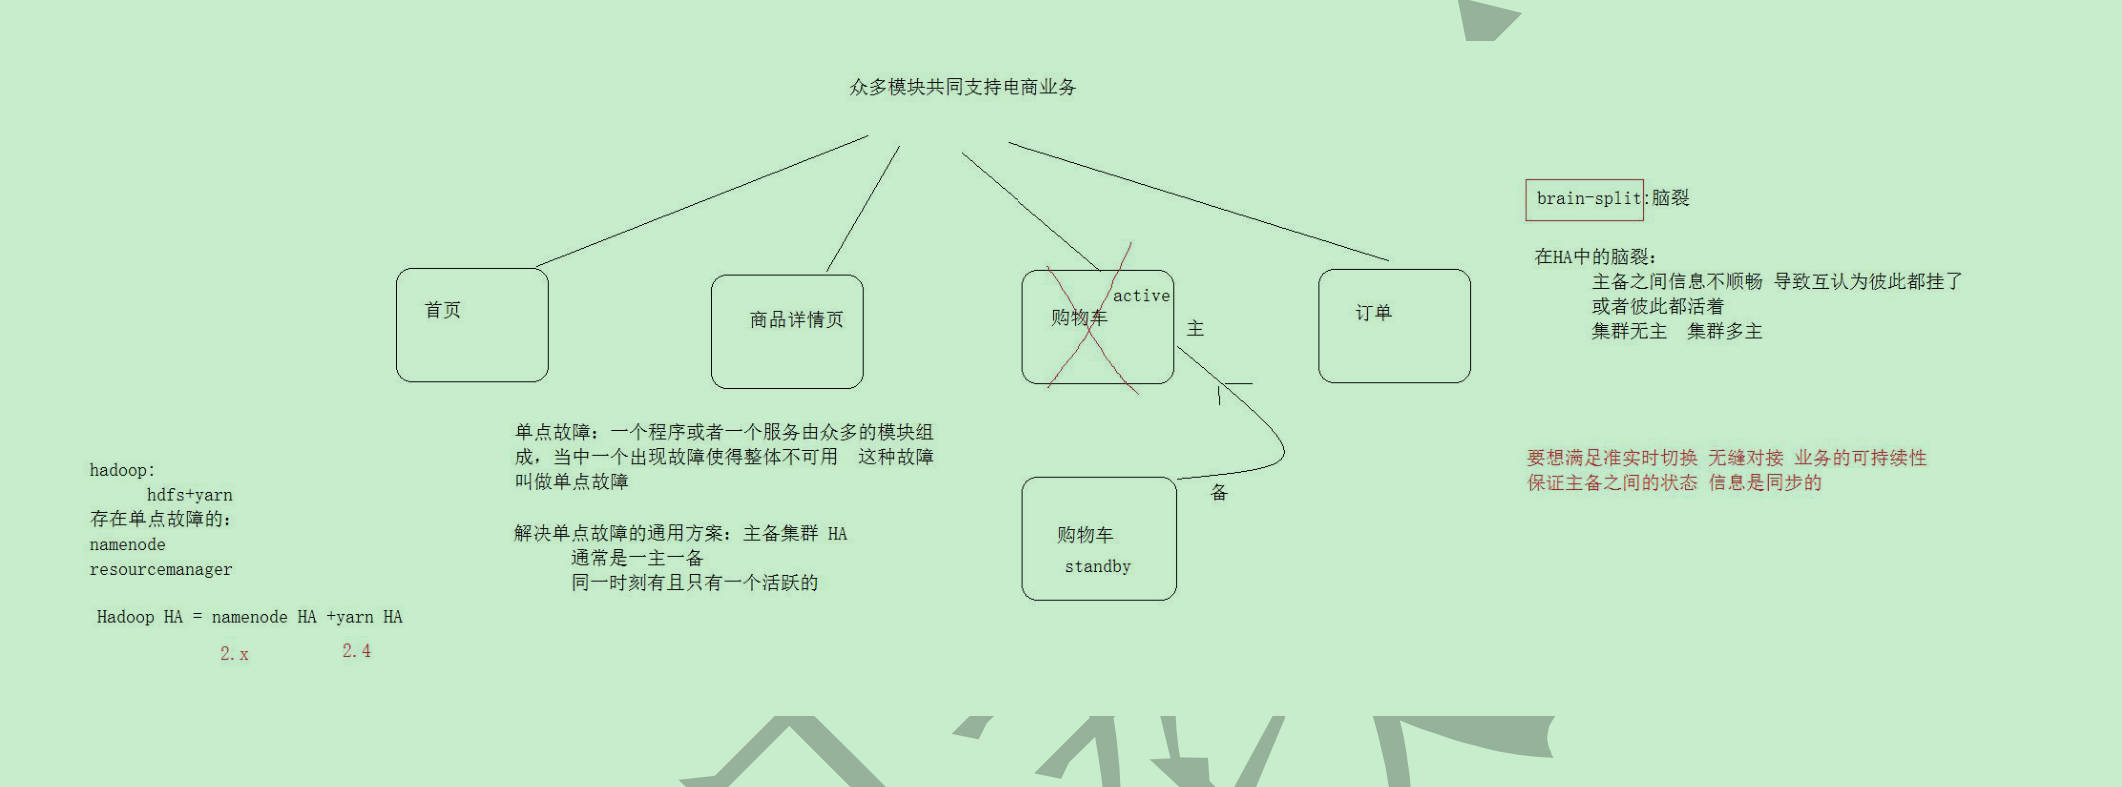 众多模块共同支持电商业务
首页
商品详情页
active
购物车
主
订单
brain-split:脑裂
在HA中的脑裂:
主备之间信息不顺畅 导致互认为彼此都挂了
或者彼此都活着
集群无主 集群多主
单点故障: 一个程序或者一个服务由众多的模块组
成, 当中一个出现故障使得整体不可用 这种故障
叫做单点故障
解决单点故障的通用方案: 主备集群 HA
通常是一主一备
同一时刻有且只有一个活跃的
hadoop:
hdfs+yarn
存在单点故障的:
namenode
resourcemanager
Hadoop HA = namenode HA +yarn HA
2.x 2.4
备
购物车
standby
要想满足准实时切换 无缝对接 业务的可持续性
保证主备之间的状态 信息是同步的